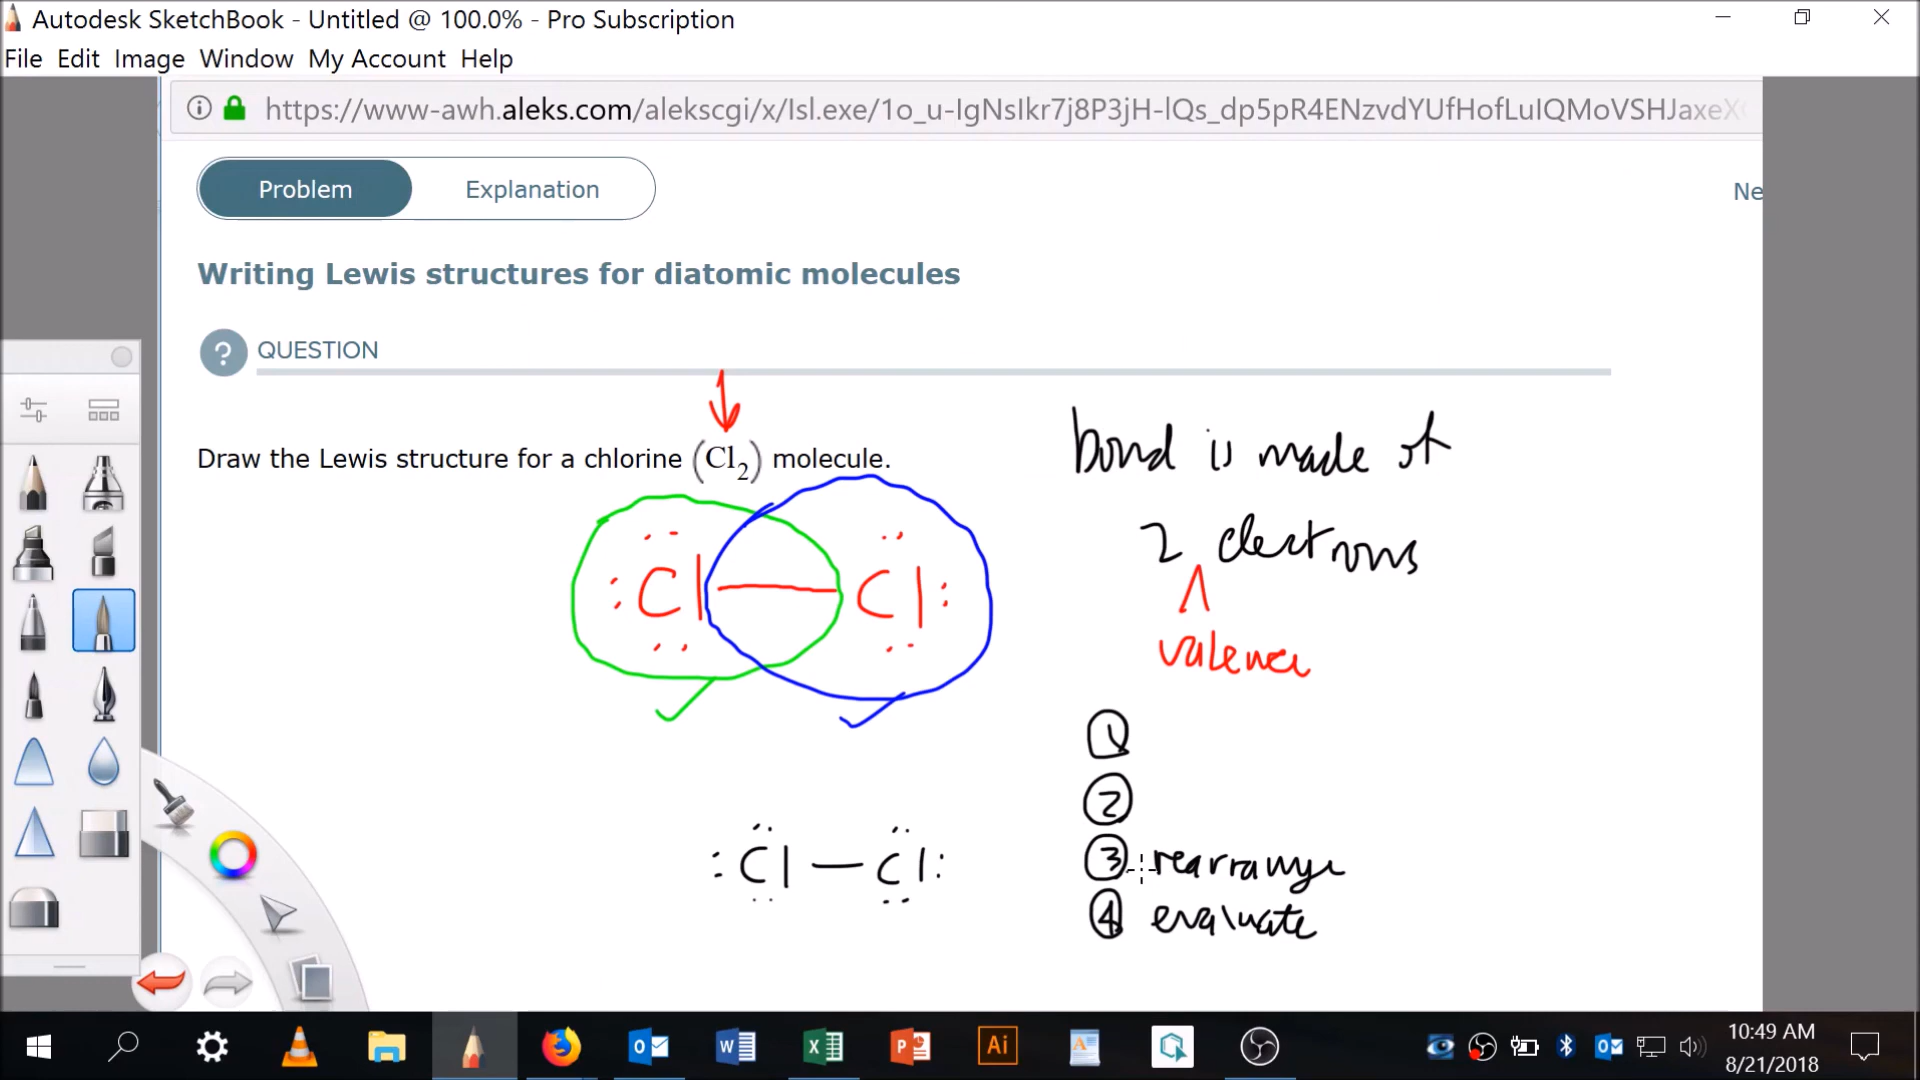 Autodesk SketchBook - Untitled @ 100.0% - Pro Subscription
File Edit Image Window My Account Help
https://www-awh.aleks.com/alekscgi/x/Isl.exe/1o_u-IgNsIkr7j8P3jH-lQs_dp5pR4ENzvdYUfHofLuIQMoVSHJaxeX
Problem Explanation
Ne
Writing Lewis structures for diatomic molecules
? QUESTION
Draw the Lewis structure for a chlorine (Cl₂) molecule.
bond is made of
2 electrons
valence
:Cl — Cl:
1
2
3 rearrange
4 evaluate
:Cl — Cl:
10:49 AM
8/21/2018